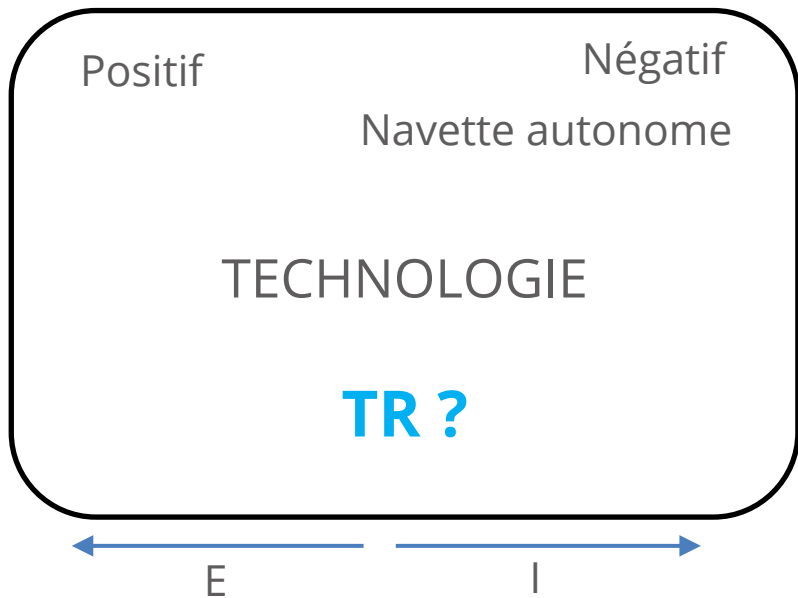 Positif
Négatif
Navette autonome
TECHNOLOGIE
TR ?
E
I